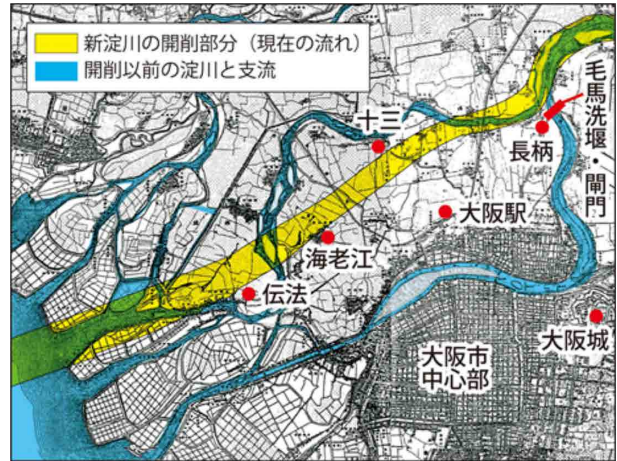 新淀川の開削部分（現在の流れ）
開削以前の淀川と支流
毛馬洗堰・閘門
十三
長柄
大阪駅
海老江
伝法
大阪城
大阪市
中心部